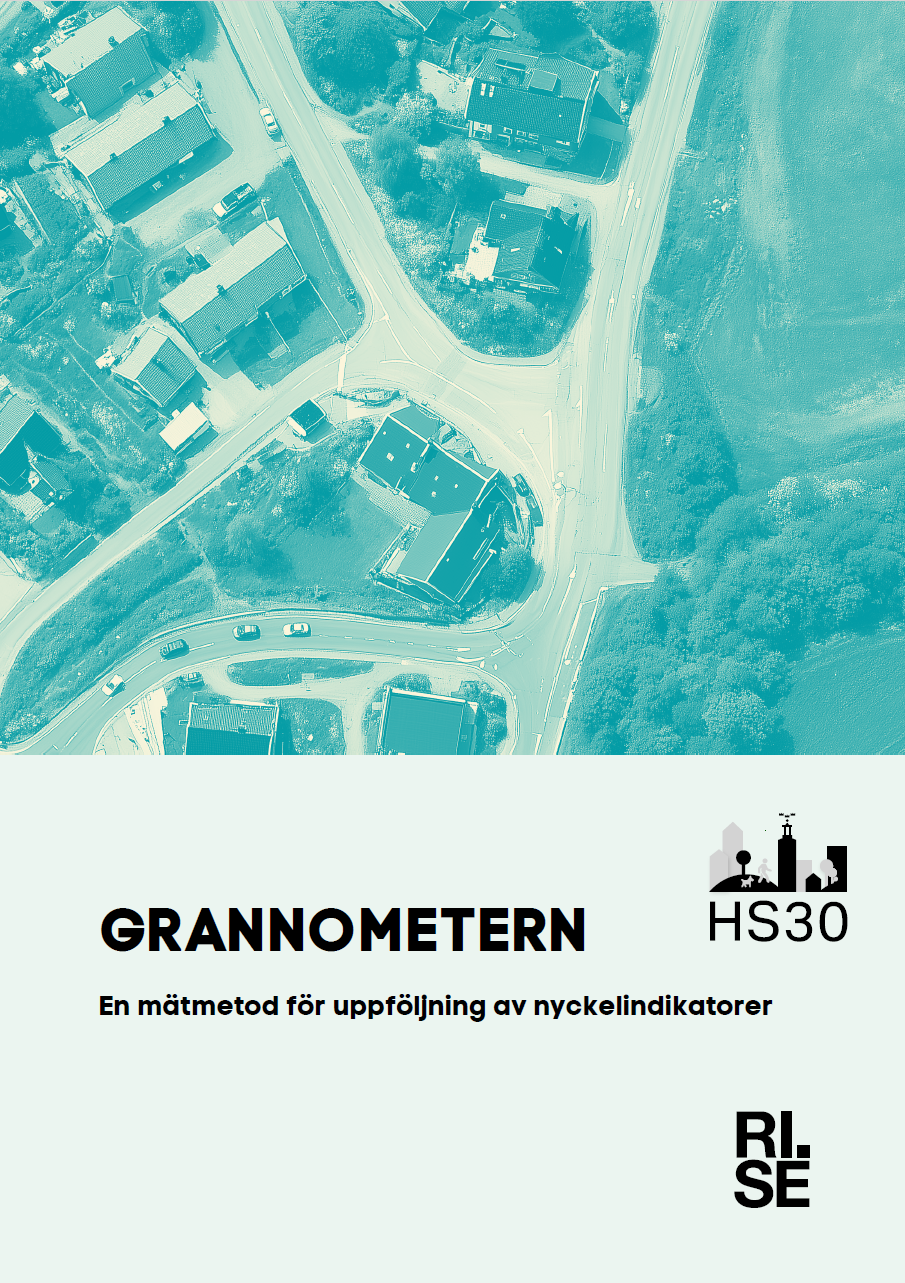 HS30
GRANNOMETERN
En mätmetod för uppföljning av nyckelindikatorer
RI.
SE